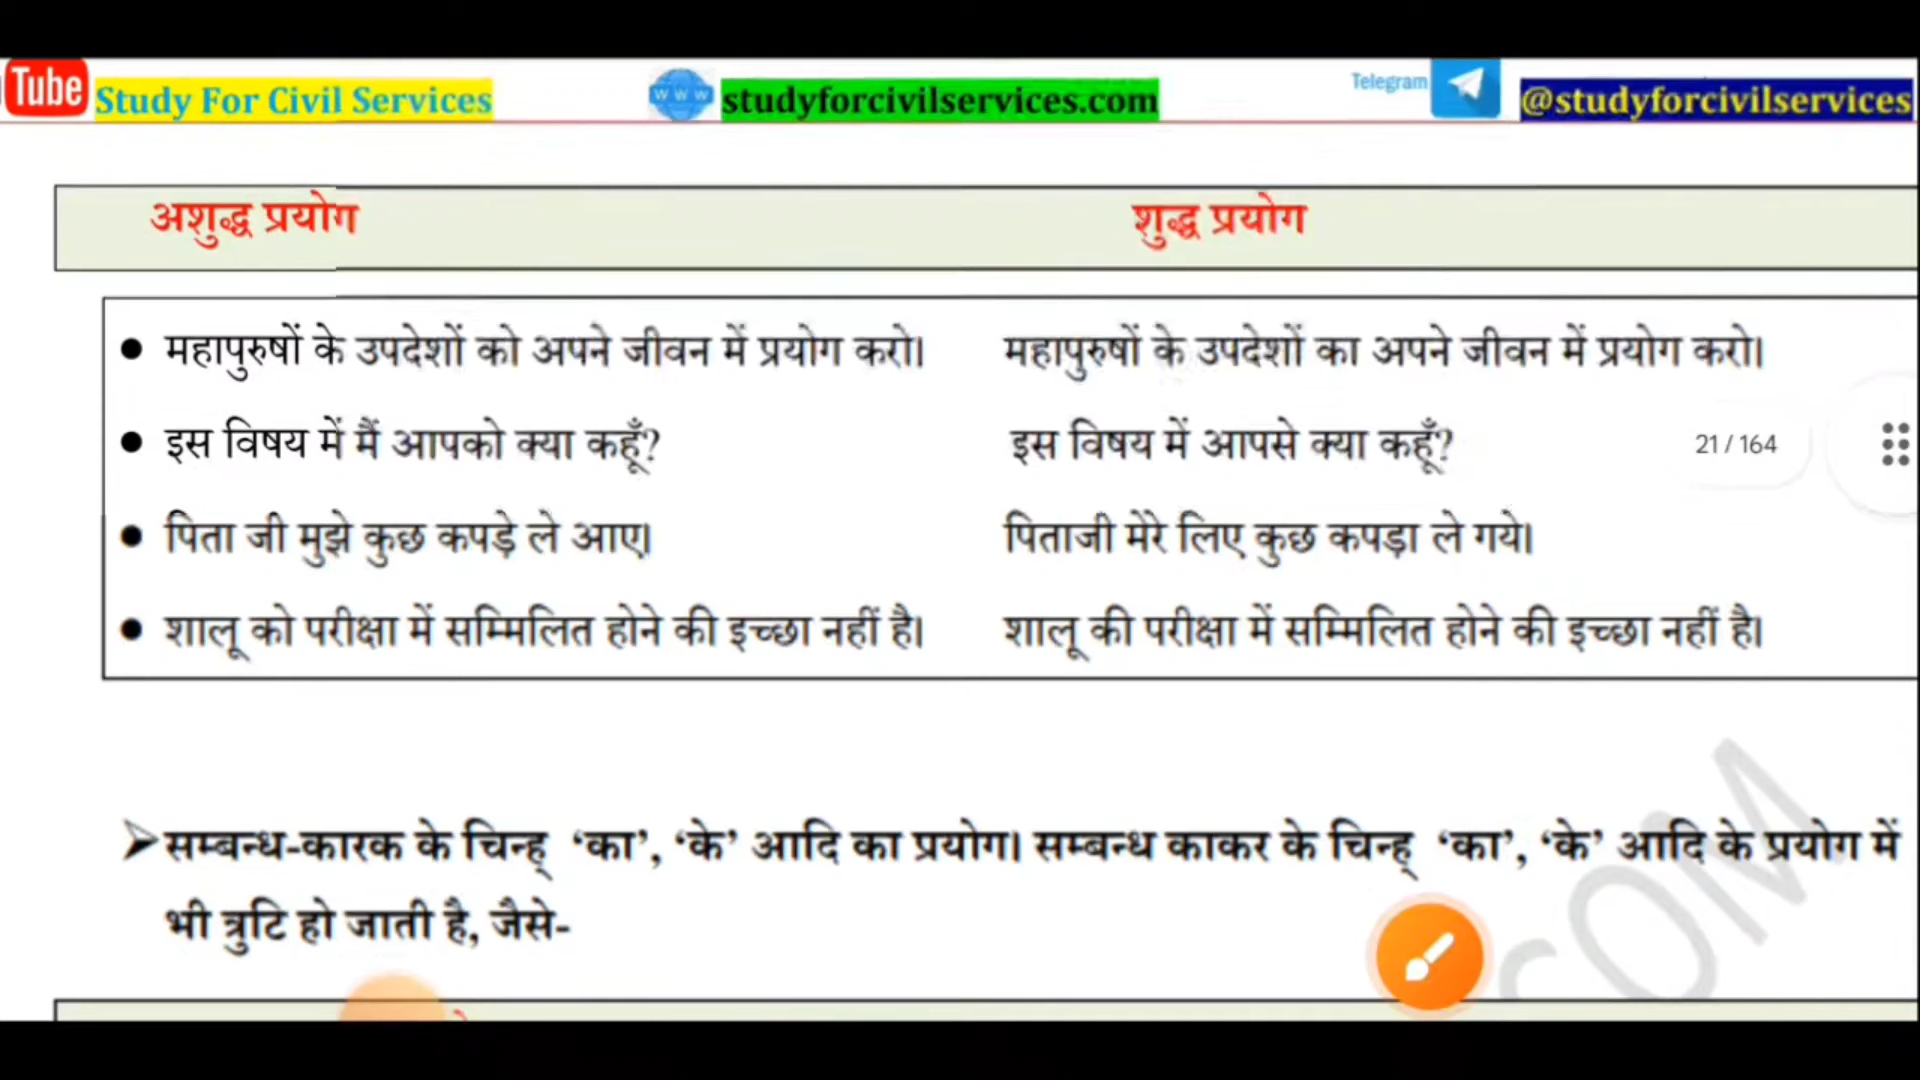 Tube Study For Civil Services WWW studyforcivilservices.com Telegram @studyforcivilservices
अशुद्ध प्रयोग शुद्ध प्रयोग
● महापुरुषों के उपदेशों को अपने जीवन में प्रयोग करो। महापुरुषों के उपदेशों का अपने जीवन में प्रयोग करो।
● इस विषय में मैं आपको क्या कहूँ? इस विषय में आपसे क्या कहूँ?
21 / 164
● पिता जी मुझे कुछ कपड़े ले आए। पिताजी मेरे लिए कुछ कपड़ा ले गये।
● शालू को परीक्षा में सम्मिलित होने की इच्छा नहीं है। शालू की परीक्षा में सम्मिलित होने की इच्छा नहीं है।
➢ सम्बन्ध-कारक के चिन्ह् ‘का’, ‘के’ आदि का प्रयोग। सम्बन्ध काकर के चिन्ह् ‘का’, ‘के’ आदि के प्रयोग में
भी त्रुटि हो जाती है, जैसे-
COM